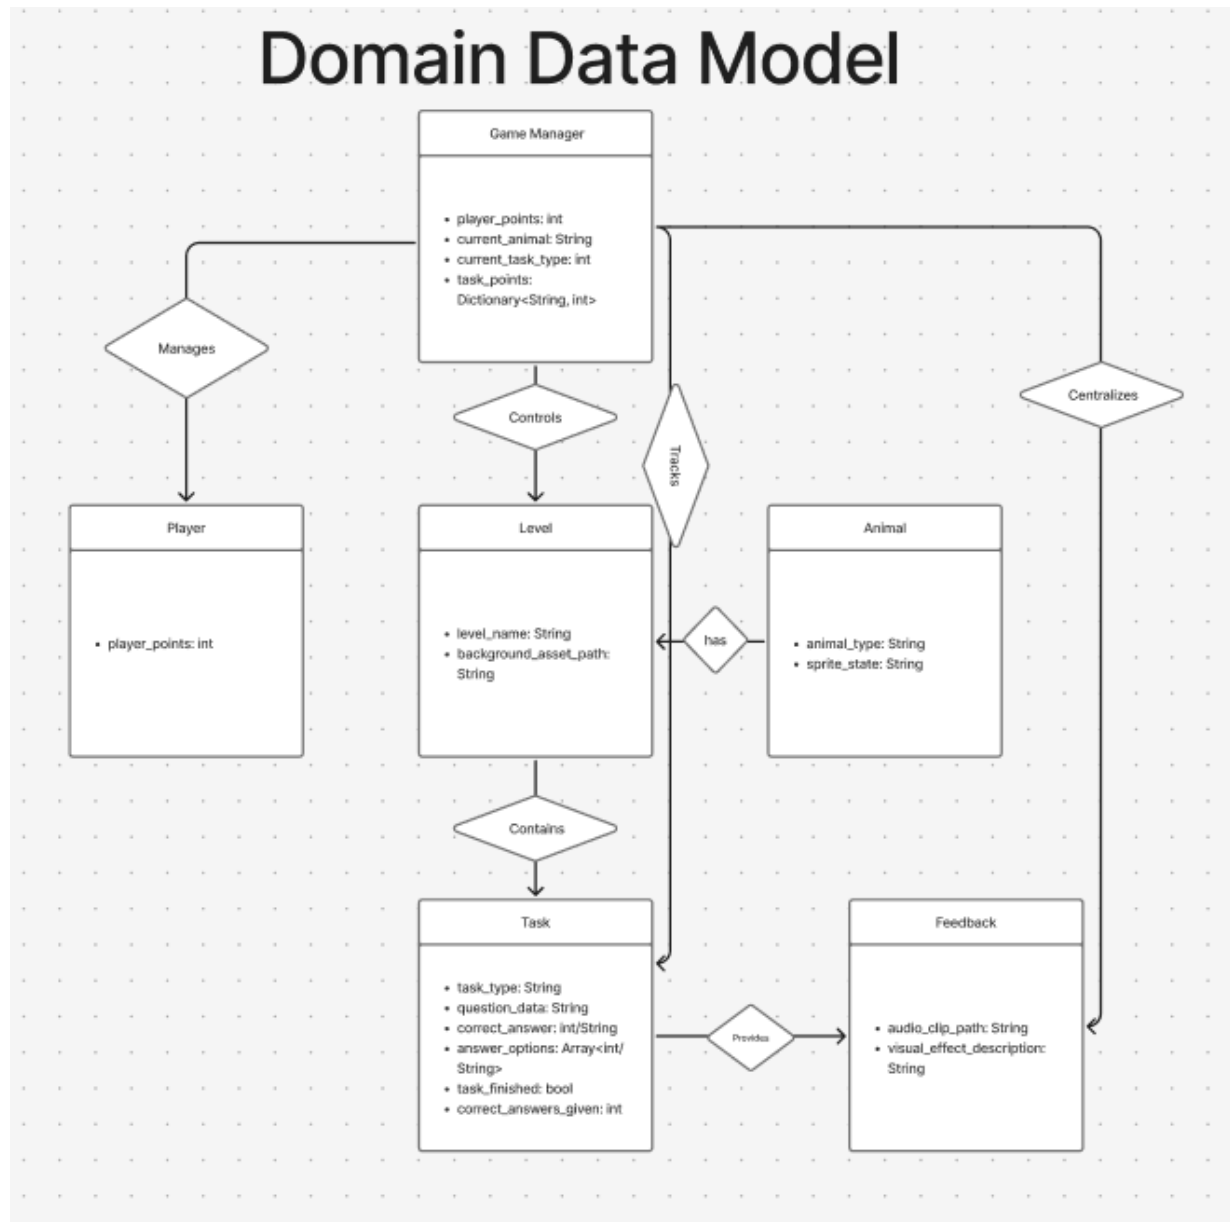 Domain Data Model
Game Manager
• player_points: int
• current_animal: String
• current_task_type: int
• task_points:
Dictionary<String, int>
Manages
Controls
Tracks
Centralizes
Player
• player_points: int
Level
• level_name: String
• background_asset_path:
String
has
Animal
• animal_type: String
• sprite_state: String
Contains
Task
• task_type: String
• question_data: String
• correct_answer: int/String
• answer_options: Array<int/
String>
• task_finished: bool
• correct_answers_given: int
Provides
Feedback
• audio_clip_path: String
• visual_effect_description:
String